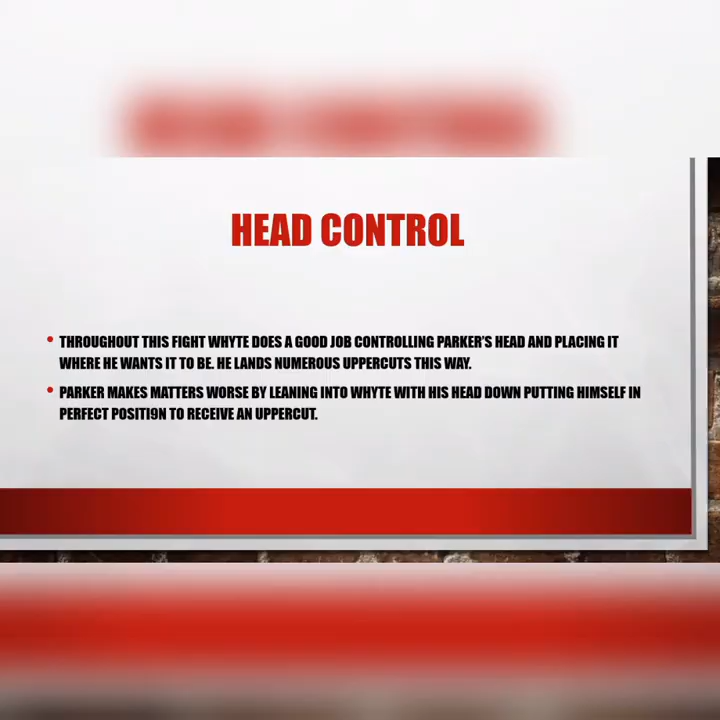 HEAD CONTROL
• THROUGHOUT THIS FIGHT WHYTE DOES A GOOD JOB CONTROLLING PARKER'S HEAD AND PLACING IT
WHERE HE WANTS IT TO BE. HE LANDS NUMEROUS UPPERCUTS THIS WAY.
• PARKER MAKES MATTERS WORSE BY LEANING INTO WHYTE WITH HIS HEAD DOWN PUTTING HIMSELF IN
PERFECT POSITI9N TO RECEIVE AN UPPERCUT.